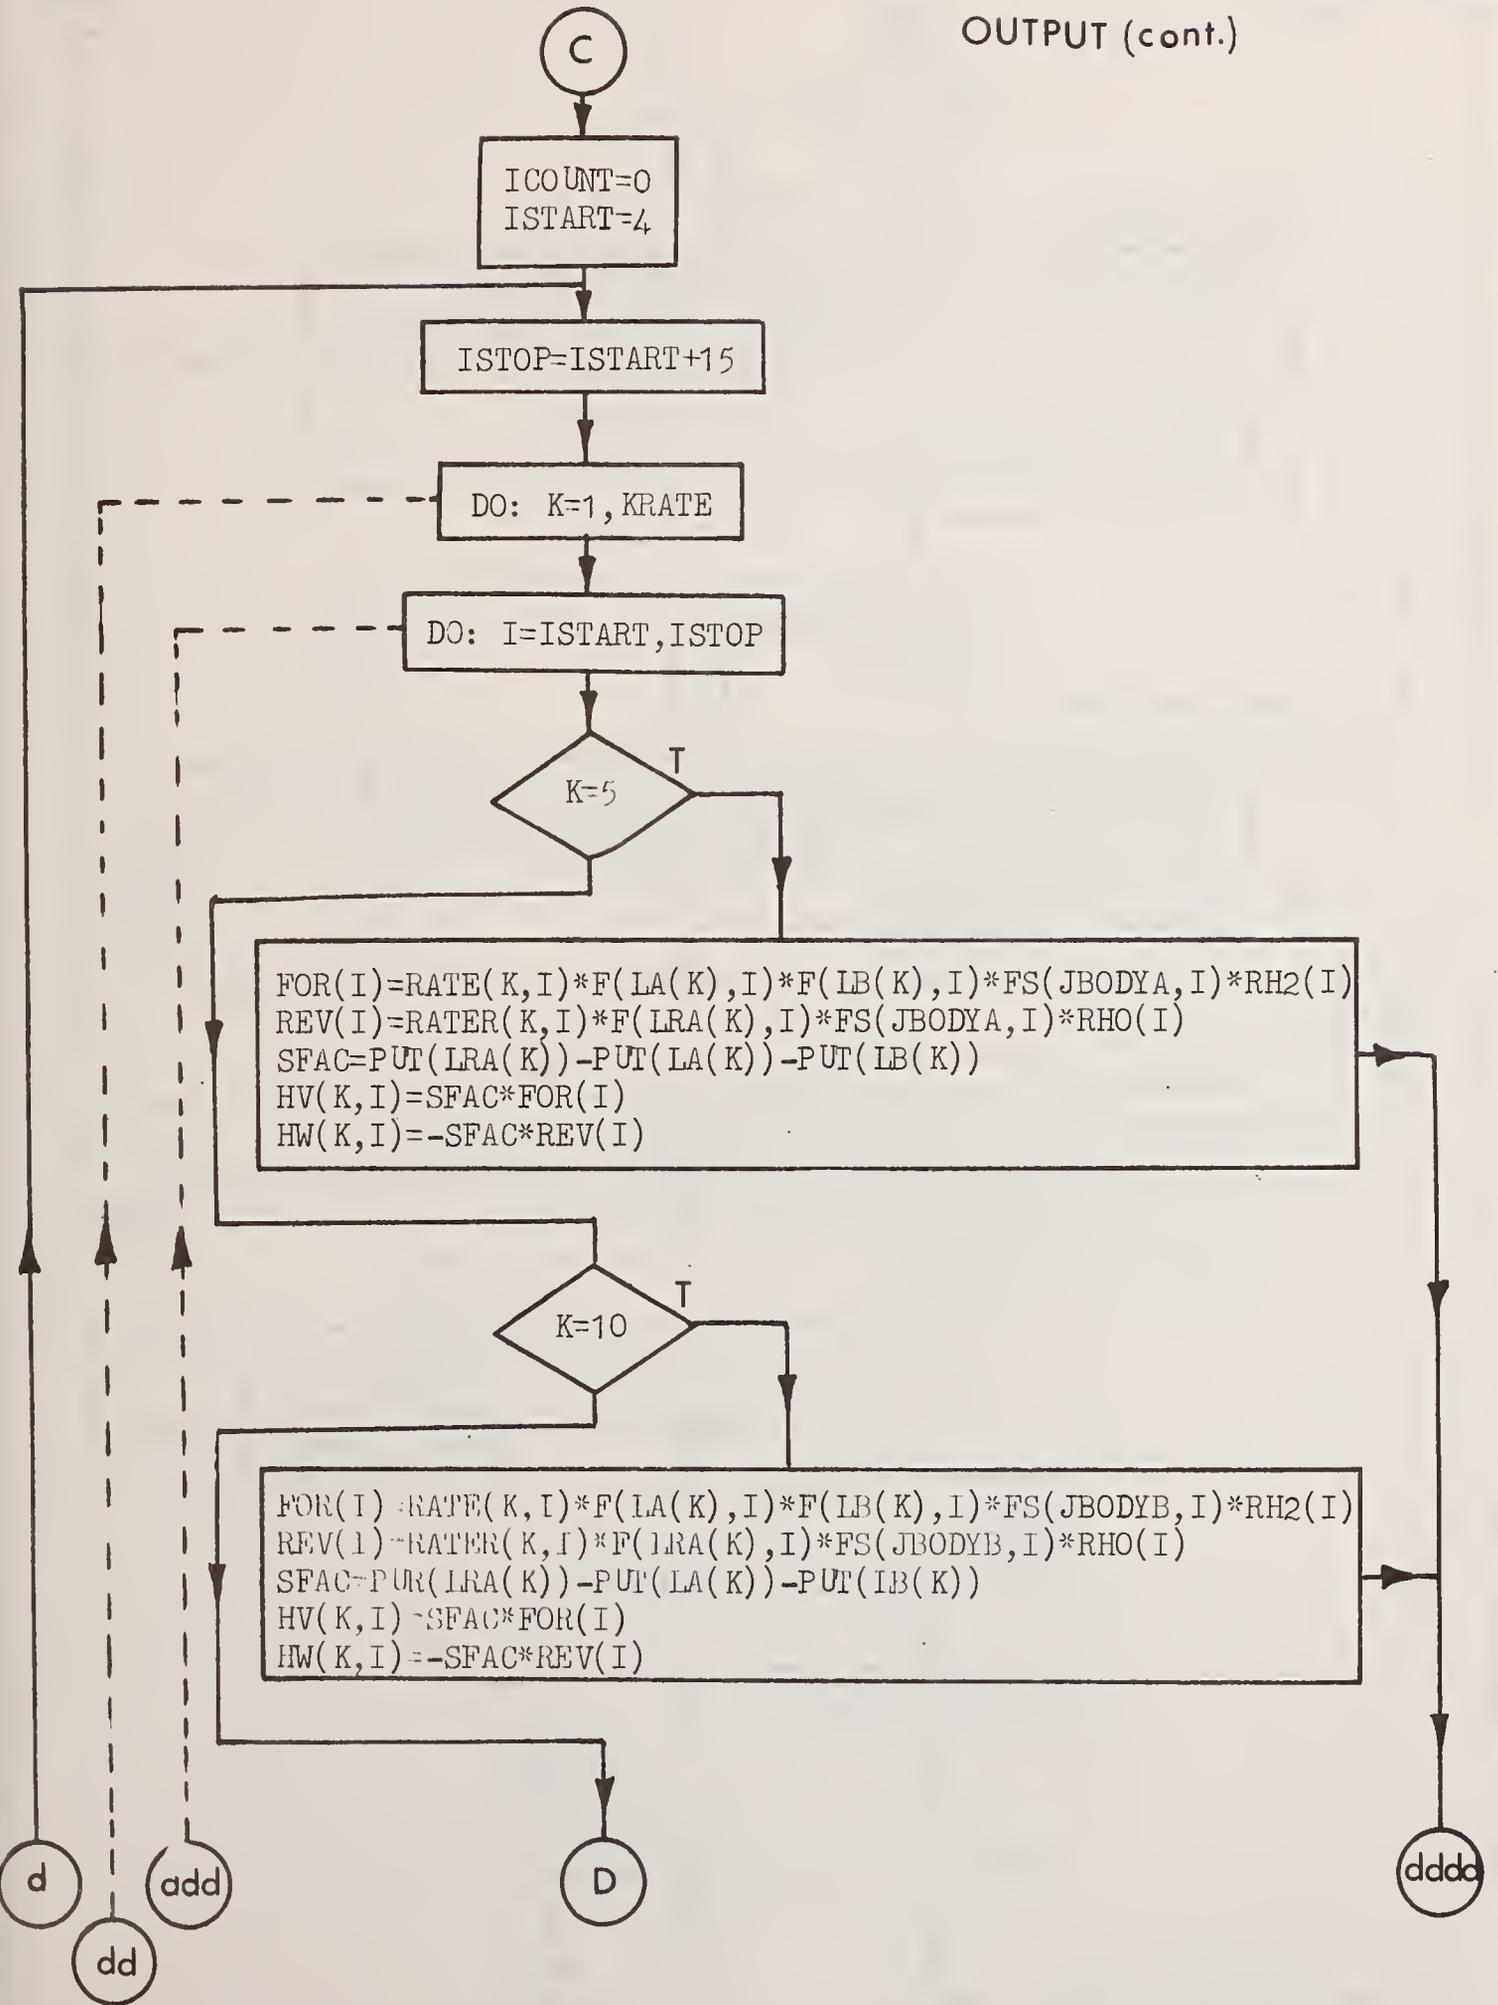 OUTPUT (cont.)
C
ICOUNT=0
ISTART=4
ISTOP=ISTART+15
DO: K=1,KRATE
DO: I=ISTART,ISTOP
T
K=5
FOR(I)=RATE(K,I)*F(LA(K),I)*F(LB(K),I)*FS(JBODYA,I)*RH2(I)
REV(I)=RATER(K,I)*F(LRA(K),I)*FS(JBODYA,I)*RHO(I)
SFAC=PUT(LRA(K))-PUT(LA(K))-PUT(LB(K))
HV(K,I)=SFAC*FOR(I)
HW(K,I)=-SFAC*REV(I)
T
K=10
FOR(I)=RATE(K,I)*F(LA(K),I)*F(LB(K),I)*FS(JBODYB,I)*RH2(I)
REV(I)=RATER(K,I)*F(LRA(K),I)*FS(JBODYB,I)*RHO(I)
SFAC=PUR(LRA(K))-PUT(LA(K))-PUT(LB(K))
HV(K,I)=SFAC*FOR(I)
HW(K,I)=-SFAC*REV(I)
d
add
D
dddd
dd